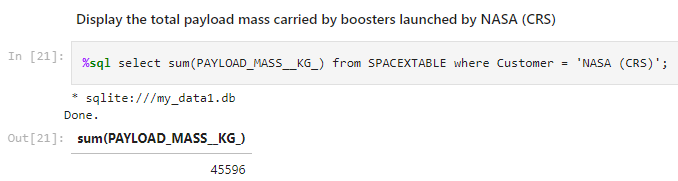 Display the total payload mass carried by boosters launched by NASA (CRS)
In [21]: %sql select sum(PAYLOAD_MASS__KG_) from SPACEXTABLE where Customer = 'NASA (CRS)';
* sqlite:///my_data1.db
Done.
Out[21]: sum(PAYLOAD_MASS__KG_)
45596